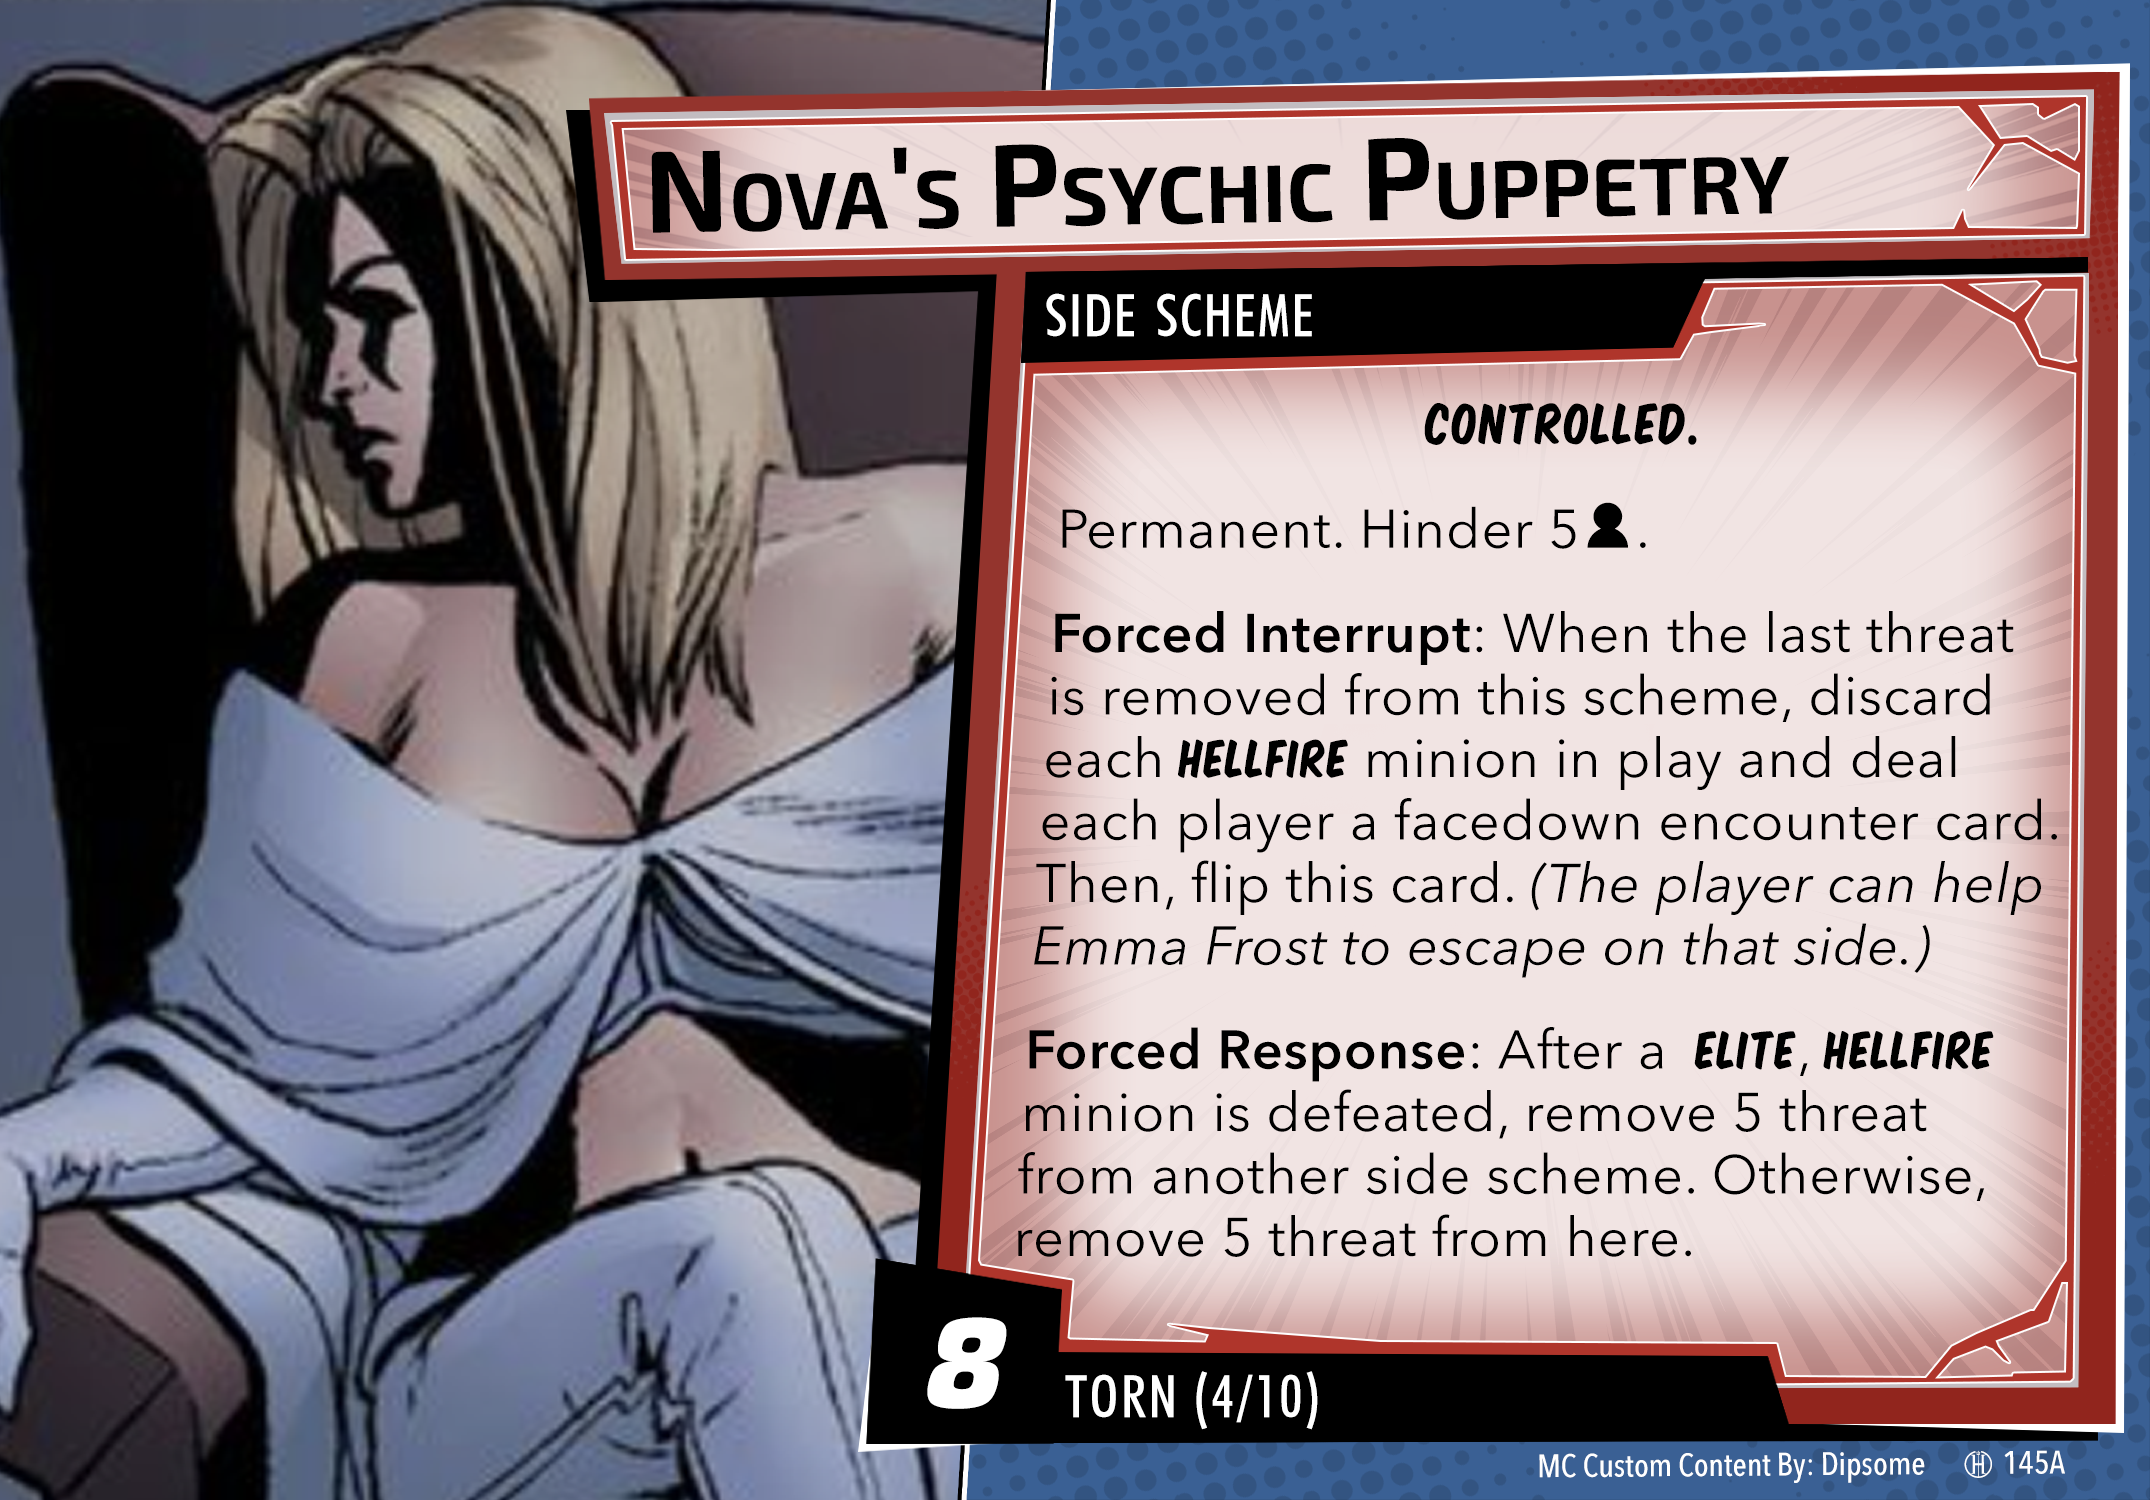 Nova's Psychic Puppetry
SIDE SCHEME
CONTROLLED.
Permanent. Hinder 5.
Forced Interrupt: When the last threat
is removed from this scheme, discard
each HELLFIRE minion in play and deal
each player a facedown encounter card.
Then, flip this card. (The player can help
Emma Frost to escape on that side.)
Forced Response: After a ELITE, HELLFIRE
minion is defeated, remove 5 threat
from another side scheme. Otherwise,
remove 5 threat from here.
8
TORN (4/10)
MC Custom Content By: Dipsome
H 145A